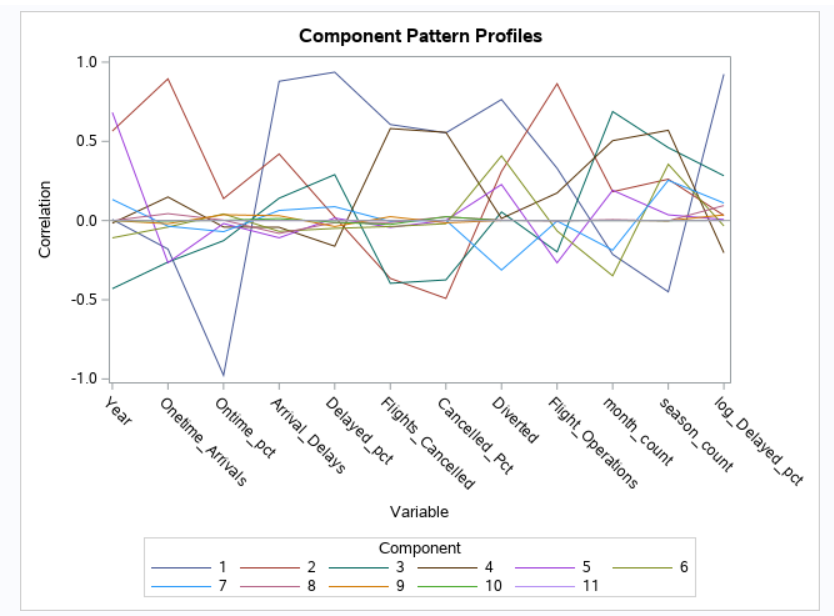 Component Pattern Profiles
1.0
0.5
0.0
-0.5
-1.0
Correlation
Year
Onetime_Arrivals
Ontime_pct
Arrival_Delays
Delayed_pct
Flights_Cancelled
Cancelled_Pct
Diverted
Flight_Operations
month_count
season_count
log_Delayed_pct
Variable
Component
1 2 3 4 5 6
7 8 9 10 11